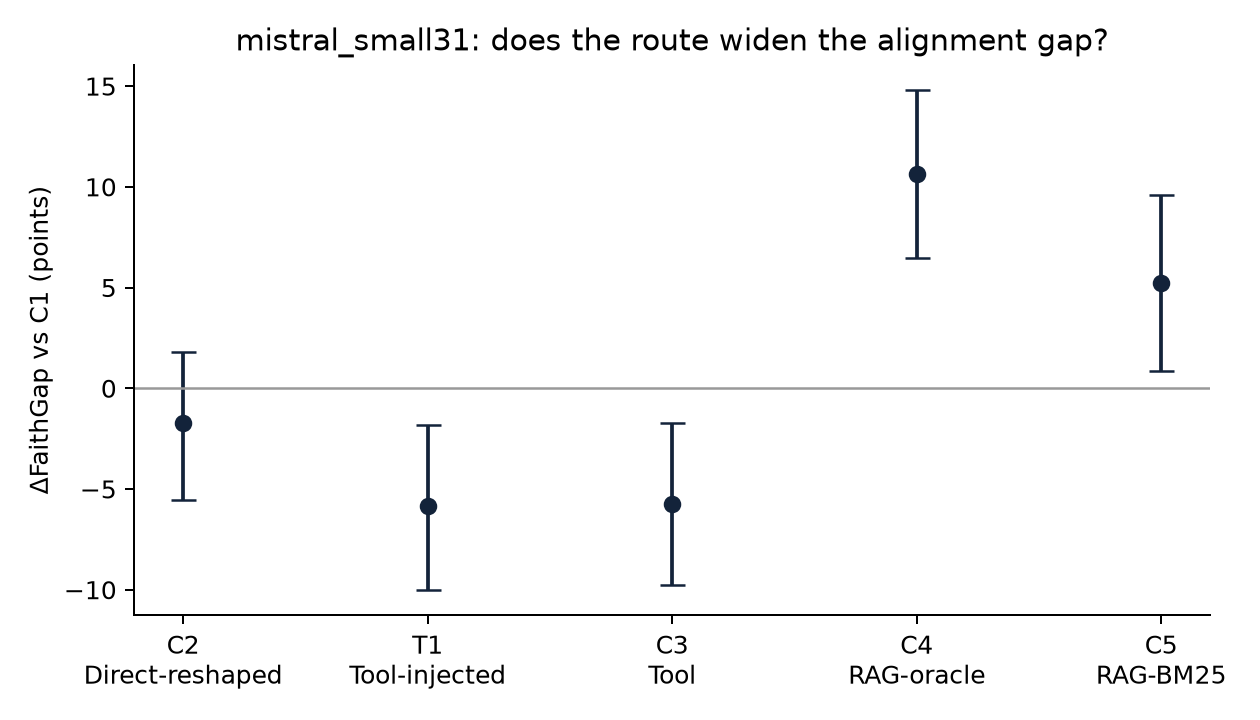 mistral_small31: does the route widen the alignment gap?
ΔFaithGap vs C1 (points)
15
10
5
0
−5
−10
C2
Direct-reshaped
T1
Tool-injected
C3
Tool
C4
RAG-oracle
C5
RAG-BM25